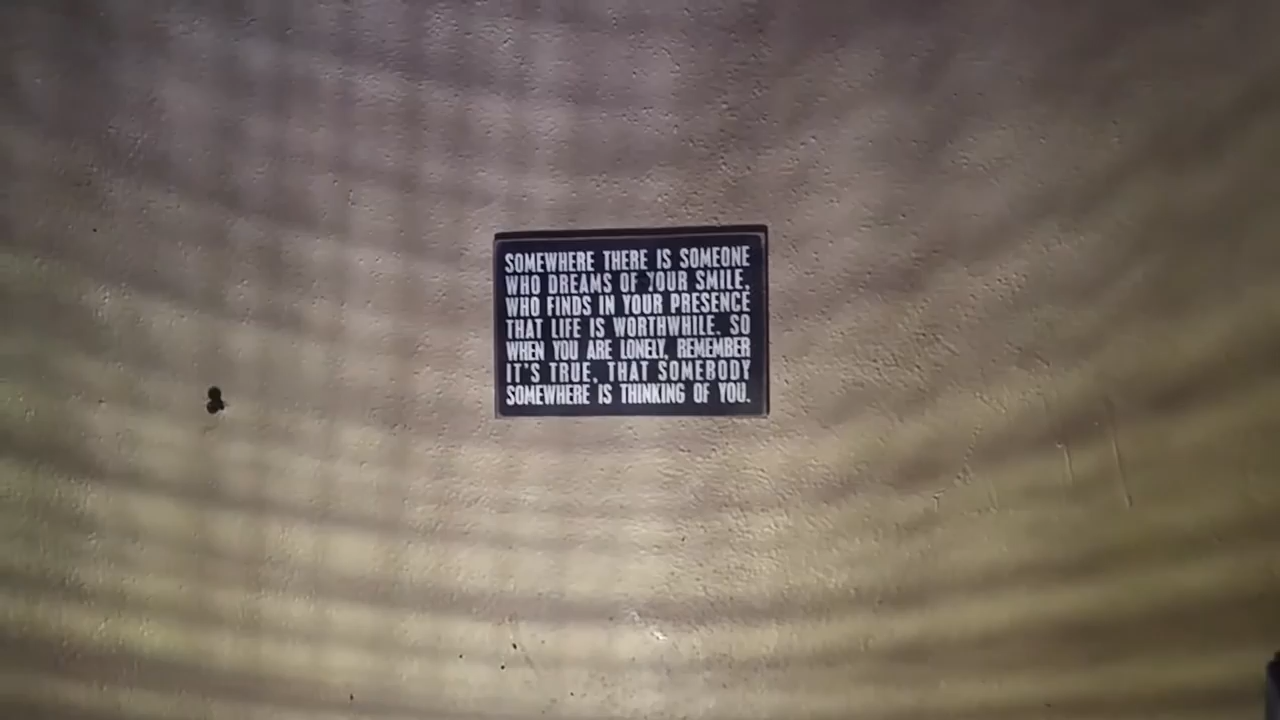 SOMEWHERE THERE IS SOMEONE
WHO DREAMS OF YOUR SMILE,
WHO FINDS IN YOUR PRESENCE
THAT LIFE IS WORTHWHILE. SO
WHEN YOU ARE LONELY, REMEMBER
IT'S TRUE, THAT SOMEBODY
SOMEWHERE IS THINKING OF YOU.